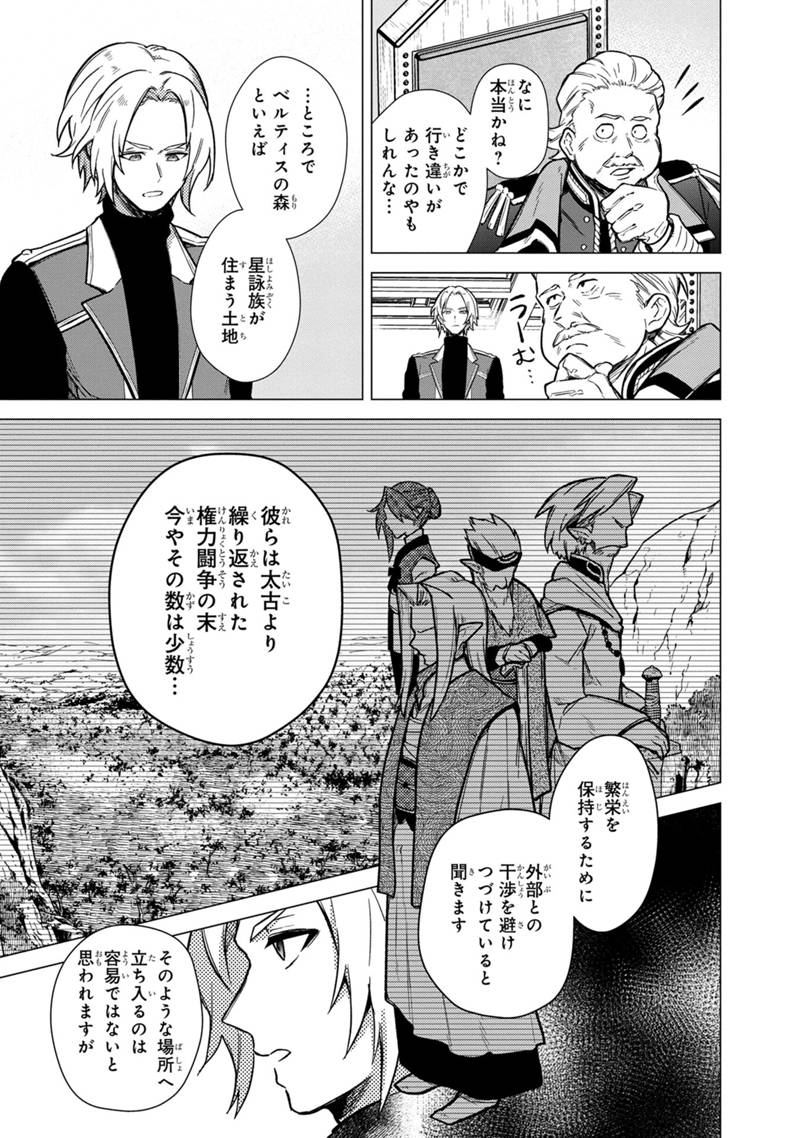 なに
本当かね？
どこかで
行き違いが
あったのやも
しれんな…
うーむ…
…ところで
ベルティスの森
といえば
星詠族が
住まう土地
彼らは太古より
繰り返された
権力闘争の末
今やその数は少数…
繁栄を
保持するために
外部との
干渉を避け
つづけていると
聞きます
そのような場所へ
立ち入るのは
容易ではないと
思われますが